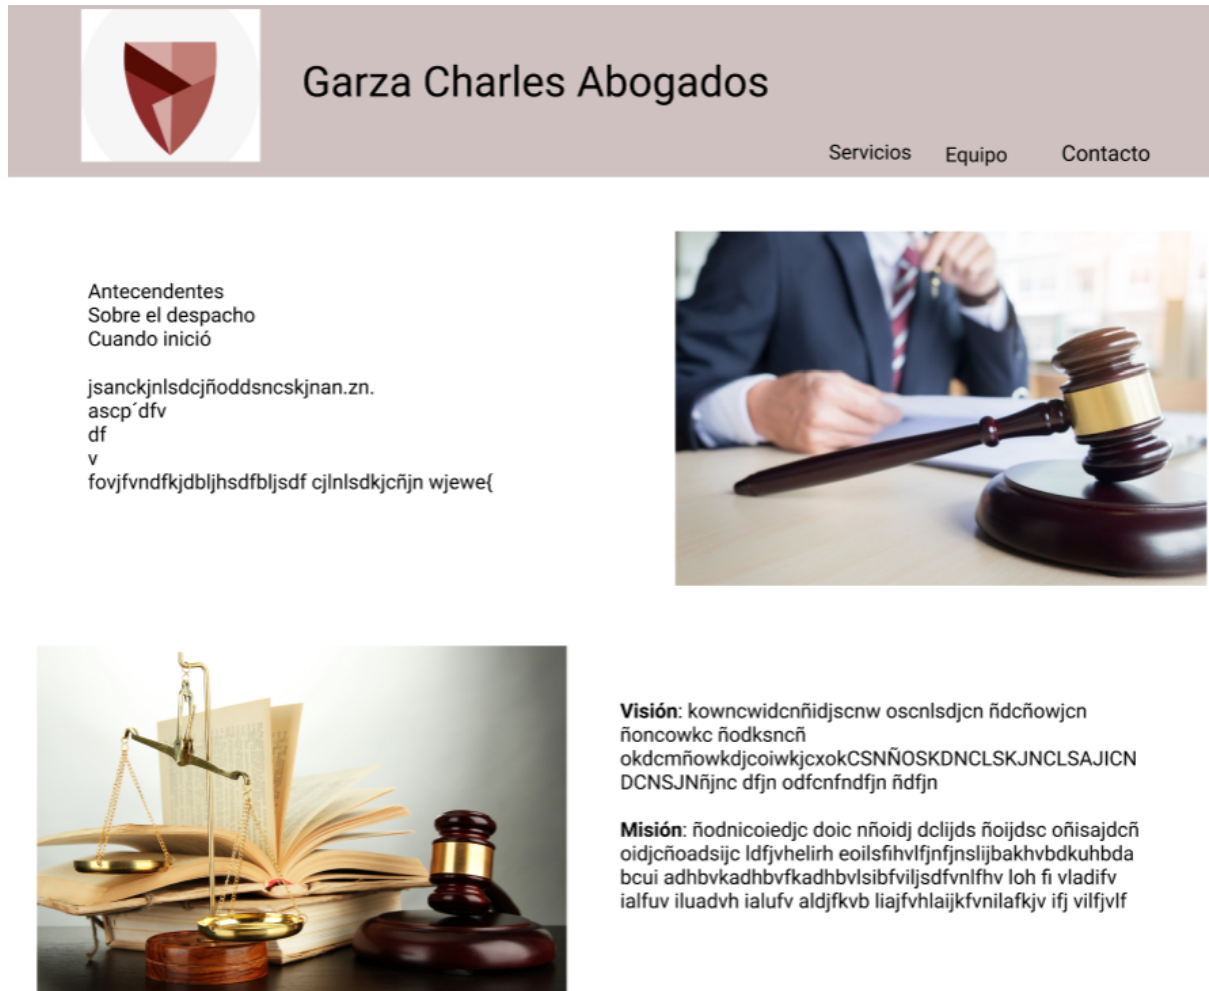 Garza Charles Abogados
Servicios Equipo Contacto
Antecendentes
Sobre el despacho
Cuando inició
jsanckjnlsdcjñoddsncskjnan.zn.
ascp´dfv
df
v
fovjfvndfkjdbljhsdfbljsdf cjlnlsdkjcñjn wjewe{
Visión: kowncwidcnñidjscnw oscnlsdjcn ñdcñowjcn
ñoncowkc ñodksncñ
okdcmñowkdjcoiwkjcxokCSNÑOSKDNCLSKJNCLSAJICN
DCNSJNñjnc dfjn odfcnfndfjn ñdfjn
Misión: ñodnicoiedjc doic nñoidj dclijds ñoijdsc oñisajdcñ
oidjcñoadsijc ldfjvhelirh eoilsfihvlfjnfjnslijbakhvbdkuhbda
bcui adhbvkadhbvfkadhbvlsibfviljsdfvnlfhv loh fi vladifv
ialfuv iluadvh ialufv aldjfkvb liajfvhlaijkfvnilafkjv ifj vilfjvlf